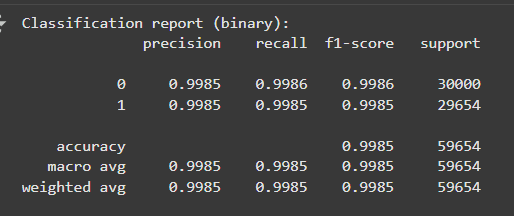 Classification report (binary):
precision recall f1-score support
0 0.9985 0.9986 0.9986 30000
1 0.9985 0.9985 0.9985 29654
accuracy 0.9985 59654
macro avg 0.9985 0.9985 0.9985 59654
weighted avg 0.9985 0.9985 0.9985 59654